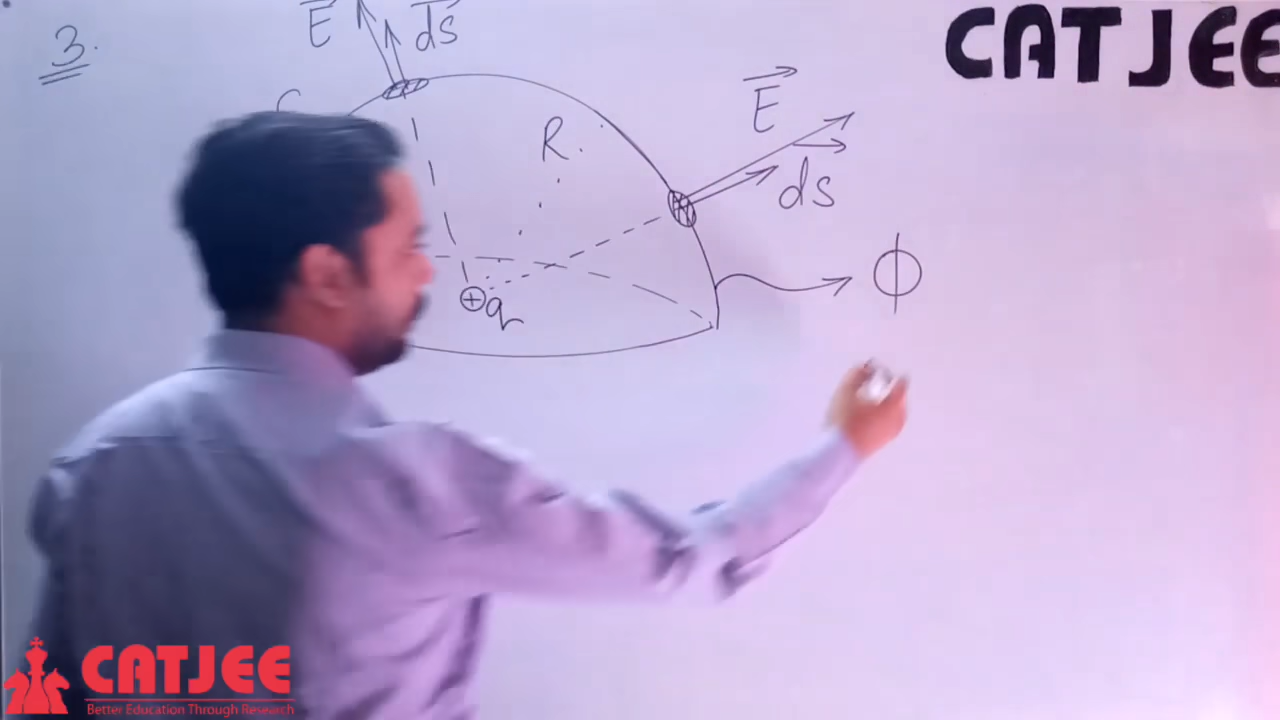 3.
E ds
R.
E
ds
q
ϕ
CATJEE
CATJEE
Better Education Through Research